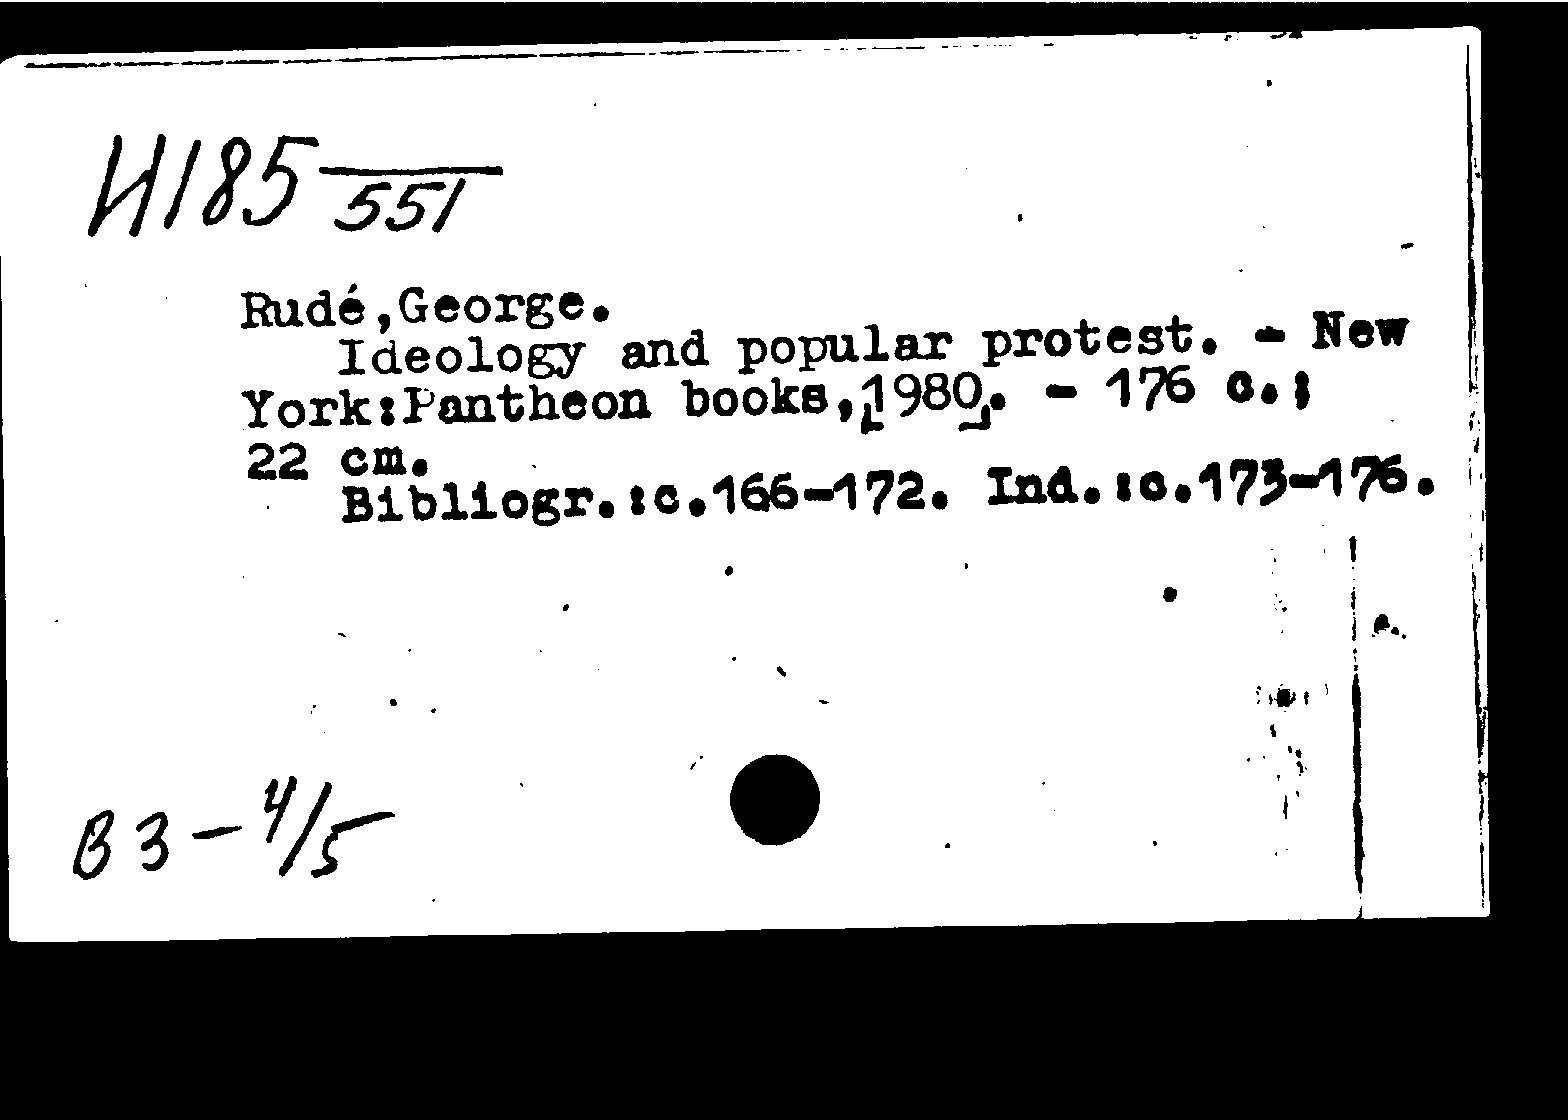 И185 551
Rudé,George.
Ideology and popular protest. - New
York:Pantheon books,[1980]. - 176 с.;
22 cm.
Bibliogr.:с.166-172. Ind.:с.173-176.
В3-4/5